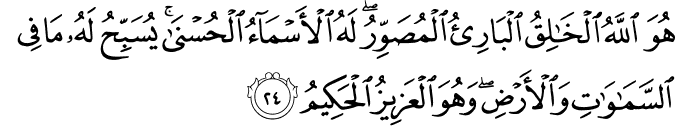 هُوَ ٱللَّهُ ٱلْخَٰلِقُ ٱلْبَارِئُ ٱلْمُصَوِّرُ ۖ لَهُ ٱلْأَسْمَآءُ ٱلْحُسْنَىٰ ۚ يُسَبِّحُ لَهُۥ مَا فِى
ٱلسَّمَٰوَٰتِ وَٱلْأَرْضِ ۖ وَهُوَ ٱلْعَزِيزُ ٱلْحَكِيمُ ٢٤